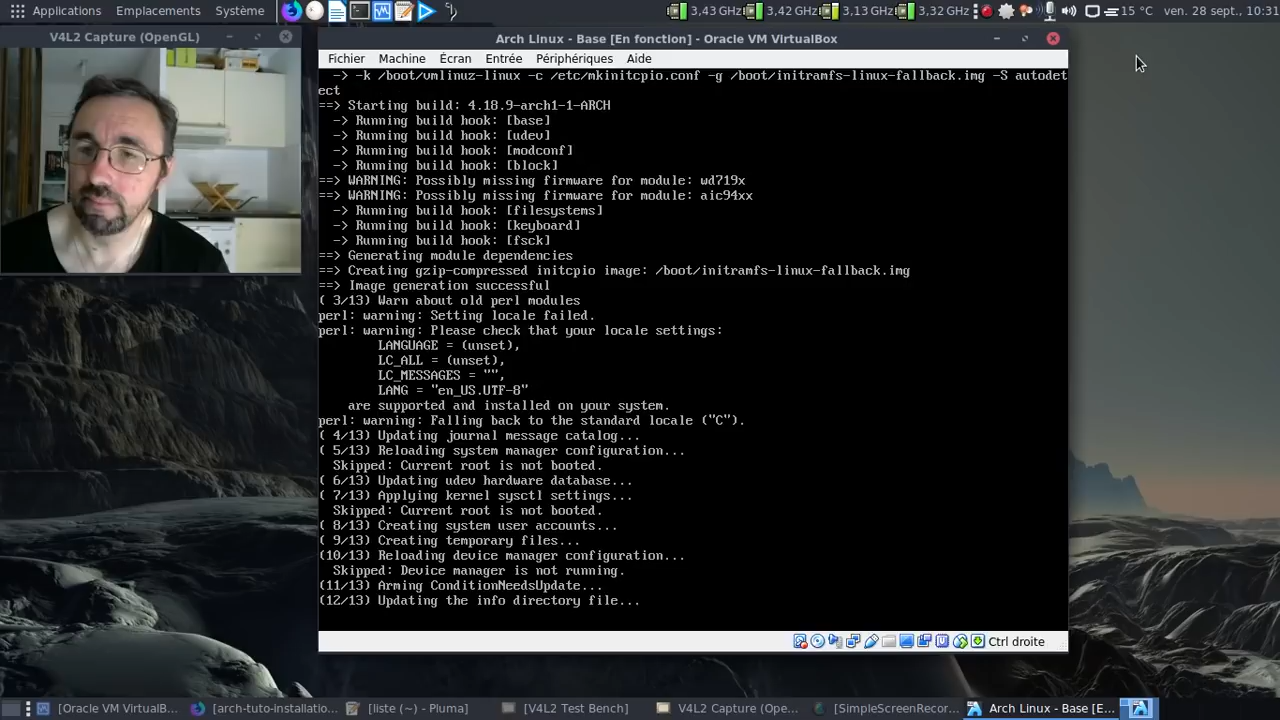 Applications Emplacements Système
3,43 GHz 3,42 GHz 3,13 GHz 3,32 GHz 15 °C ven. 28 sept., 10:31
V4L2 Capture (OpenGL)
Arch Linux - Base [En fonction] - Oracle VM VirtualBox
Fichier Machine Écran Entrée Périphériques Aide
-> -k /boot/vmlinuz-linux -c /etc/mkinitcpio.conf -g /boot/initramfs-linux-fallback.img -S autodet
ect
==> Starting build: 4.18.9-arch1-1-ARCH
-> Running build hook: [base]
-> Running build hook: [udev]
-> Running build hook: [modconf]
-> Running build hook: [block]
==> WARNING: Possibly missing firmware for module: wd719x
==> WARNING: Possibly missing firmware for module: aic94xx
-> Running build hook: [filesystems]
-> Running build hook: [keyboard]
-> Running build hook: [fsck]
==> Generating module dependencies
==> Creating gzip-compressed initcpio image: /boot/initramfs-linux-fallback.img
==> Image generation successful
( 3/13) Warn about old perl modules
perl: warning: Setting locale failed.
perl: warning: Please check that your locale settings:
LANGUAGE = (unset),
LC_ALL = (unset),
LC_MESSAGES = "",
LANG = "en_US.UTF-8"
are supported and installed on your system.
perl: warning: Falling back to the standard locale ("C").
( 4/13) Updating journal message catalog...
( 5/13) Reloading system manager configuration...
Skipped: Current root is not booted.
( 6/13) Updating udev hardware database...
( 7/13) Applying kernel sysctl settings...
Skipped: Current root is not booted.
( 8/13) Creating system user accounts...
( 9/13) Creating temporary files...
(10/13) Reloading device manager configuration...
Skipped: Device manager is not running.
(11/13) Arming ConditionNeedsUpdate...
(12/13) Updating the info directory file...
Ctrl droite
[Oracle VM VirtualB... [arch-tuto-installatio... [liste (~) - Pluma] [V4L2 Test Bench] V4L2 Capture (Ope... [SimpleScreenRecor... Arch Linux - Base [E...